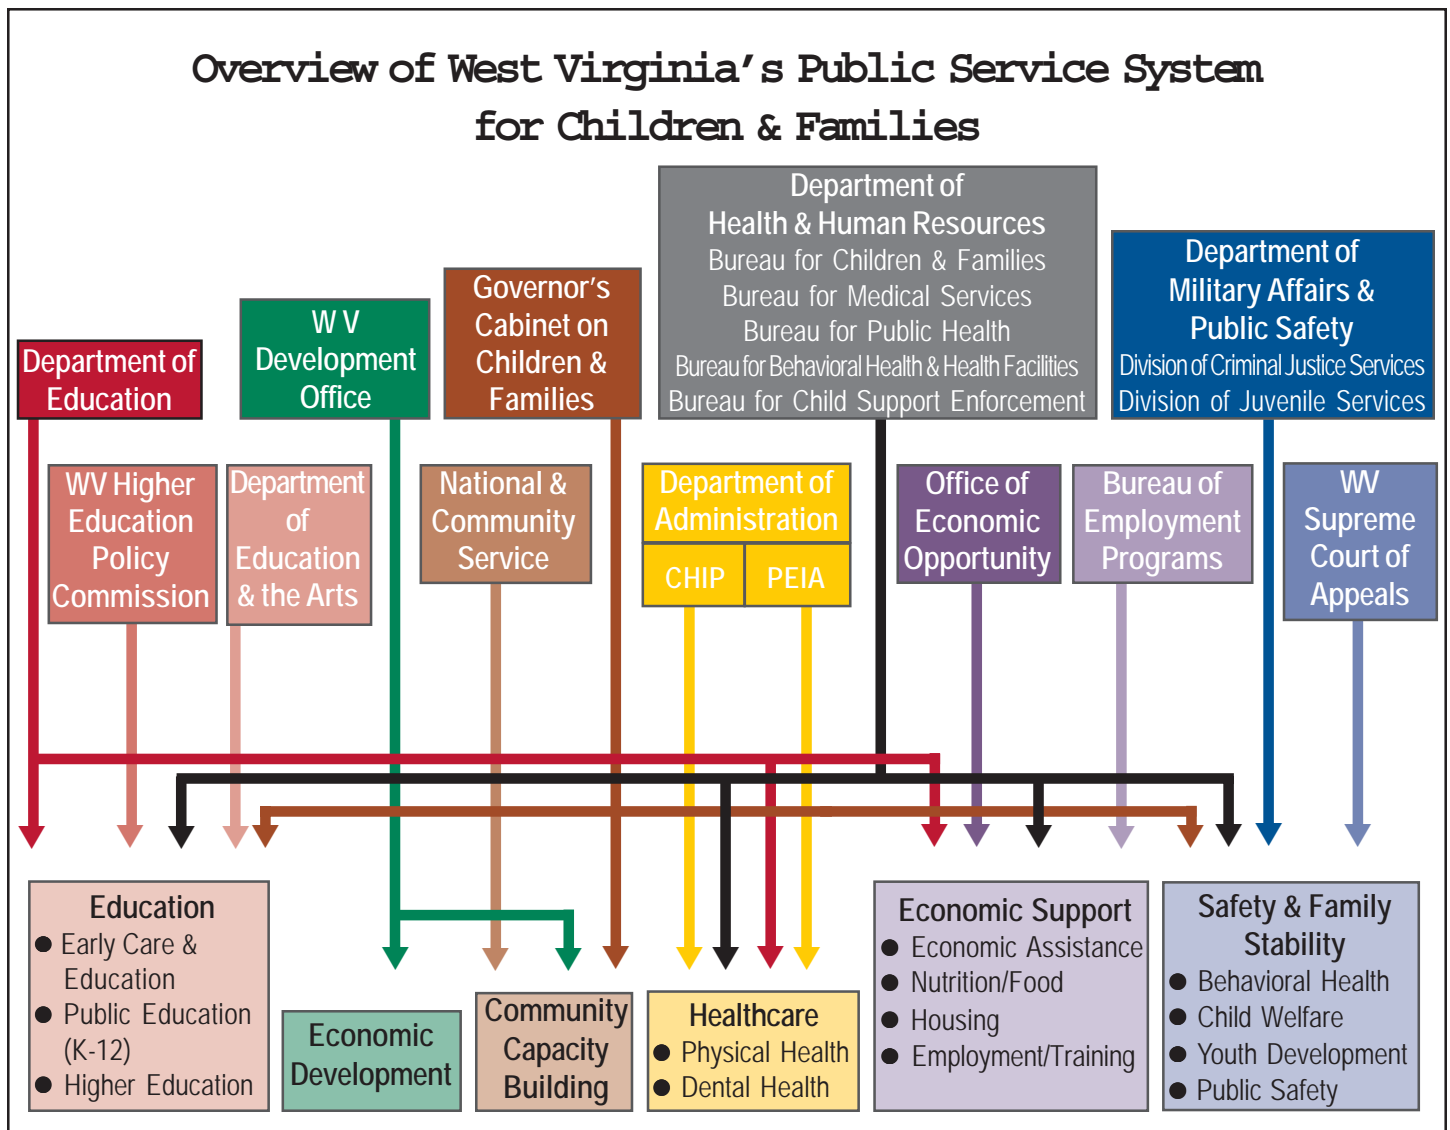 Overview of West Virginia's Public Service System
for Children & Families
Department of
Health & Human Resources
Bureau for Children & Families
Bureau for Medical Services
Bureau for Public Health
Bureau for Behavioral Health & Health Facilities
Bureau for Child Support Enforcement
Department of
Military Affairs &
Public Safety
Division of Criminal Justice Services
Division of Juvenile Services
Governor's
Cabinet on
Children &
Families
W V
Development
Office
Department of
Education
WV Higher
Education
Policy
Commission
Department
of
Education
& the Arts
National &
Community
Service
Department of
Administration
CHIP
PEIA
Office of
Economic
Opportunity
Bureau of
Employment
Programs
WV
Supreme
Court of
Appeals
Education
● Early Care &
Education
● Public Education
(K-12)
● Higher Education
Economic
Development
Community
Capacity
Building
Healthcare
● Physical Health
● Dental Health
Economic Support
● Economic Assistance
● Nutrition/Food
● Housing
● Employment/Training
Safety & Family
Stability
● Behavioral Health
● Child Welfare
● Youth Development
● Public Safety